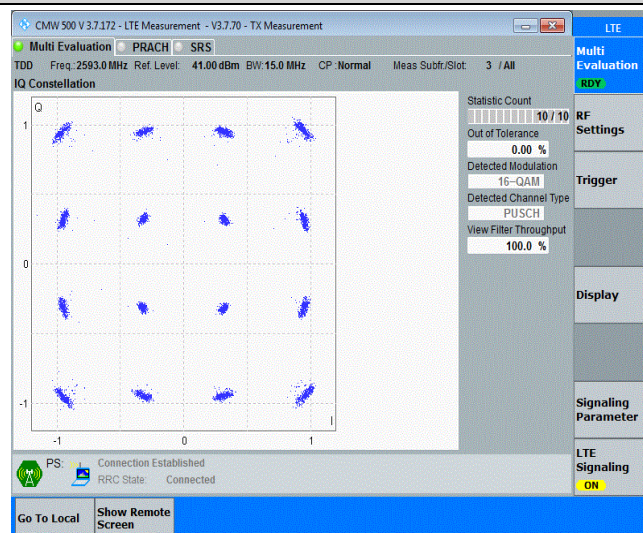 CMW 500 V 3.7.172 - LTE Measurement - V3.7.70 - TX Measurement
LTE
Multi Evaluation PRACH SRS
TDD Freq.: 2593.0 MHz Ref. Level: 41.00 dBm BW: 15.0 MHz CP : Normal Meas Subfr./Slot: 3 / All
IQ Constellation
Q
1
0
-1
I
-1 0 1
Statistic Count
10 / 10
Out of Tolerance
0.00 %
Detected Modulation
16-QAM
Detected Channel Type
PUSCH
View Filter Throughput
100.0 %
Multi
Evaluation
RDY
RF
Settings
Trigger
Display
Signaling
Parameter
LTE
Signaling
ON
PS: Connection Established
RRC State: Connected
Go To Local
Show Remote
Screen